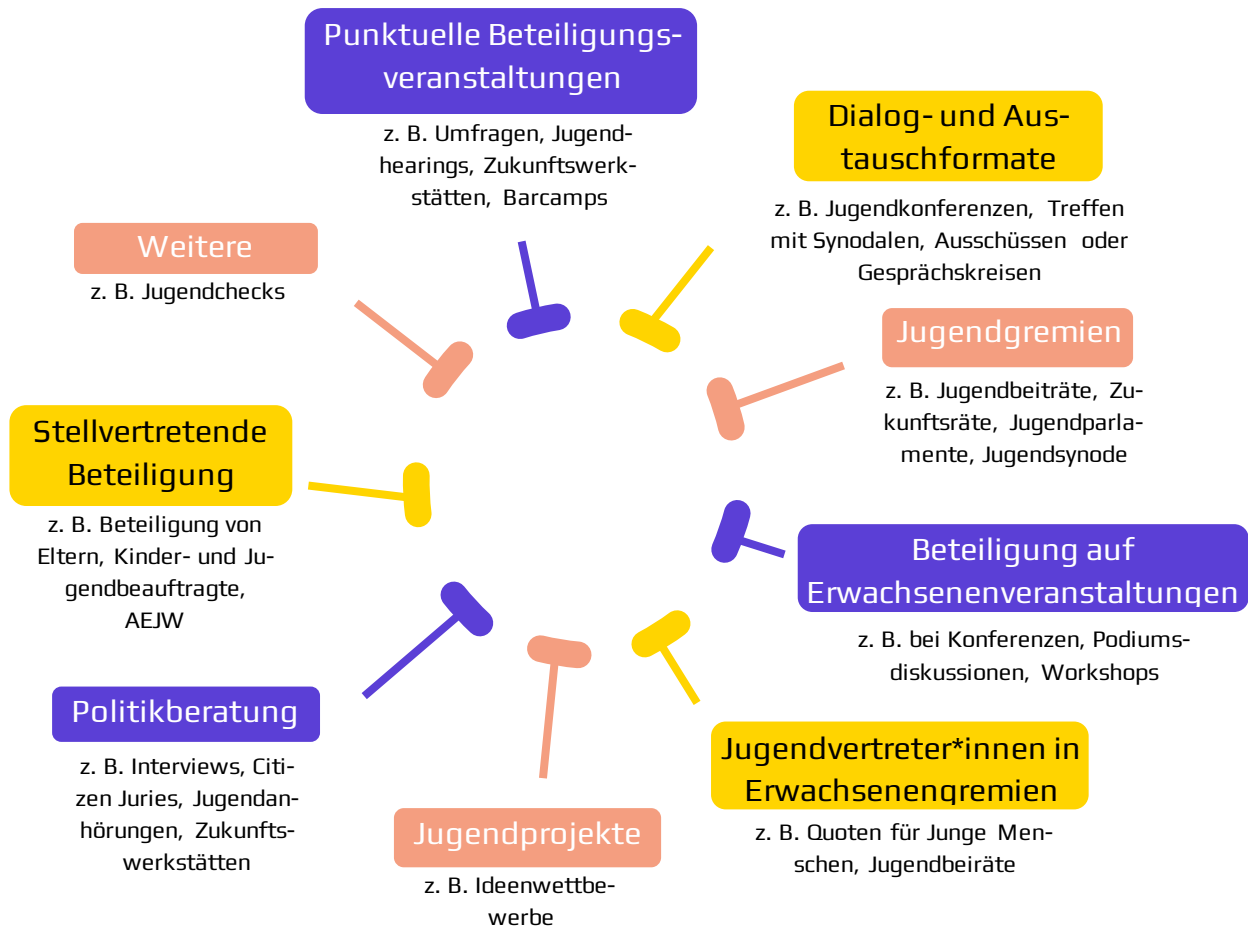 Punktuelle Beteiligungs-
veranstaltungen
z. B. Umfragen, Jugend-
hearings, Zukunftswerk-
stätten, Barcamps
Dialog- und Aus-
tauschformate
z. B. Jugendkonferenzen, Treffen
mit Synodalen, Ausschüssen oder
Gesprächskreisen
Jugendgremien
z. B. Jugendbeiträte, Zu-
kunftsräte, Jugendparla-
mente, Jugendsynode
Beteiligung auf
Erwachsenenveranstaltungen
z. B. bei Konferenzen, Podiums-
diskussionen, Workshops
Jugendvertreter*innen in
Erwachsenengremien
z. B. Quoten für Junge Men-
schen, Jugendbeiräte
Jugendprojekte
z. B. Ideenwettbe-
werbe
Politikberatung
z. B. Interviews, Citi-
zen Juries, Jugendan-
hörungen, Zukunfts-
werkstätten
Stellvertretende
Beteiligung
z. B. Beteiligung von
Eltern, Kinder- und Ju-
gendbeauftragte,
AEJW
Weitere
z. B. Jugendchecks